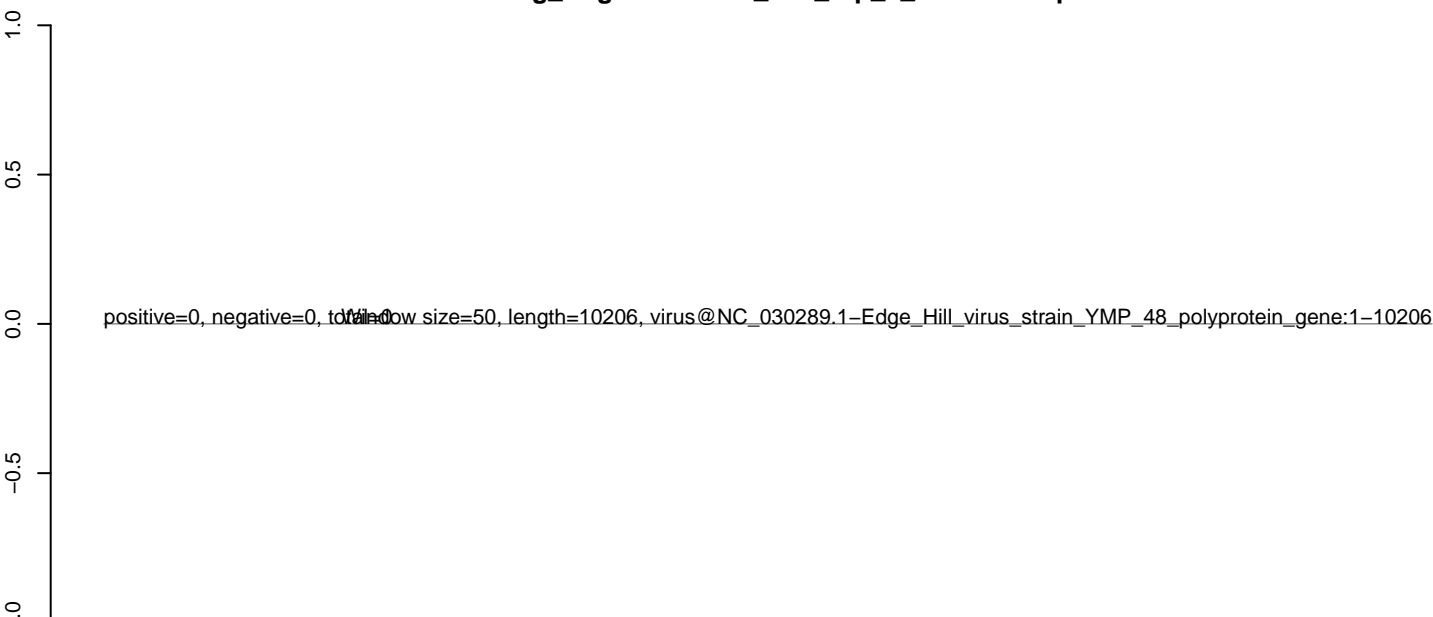 1.0
0.5
positive=0, negative=0, total=0
Window size=50, length=10206, virus@NC_030289.1−Edge_Hill_virus_strain_YMP_48_polyprotein_gene:1−10206
0.0
−0.5